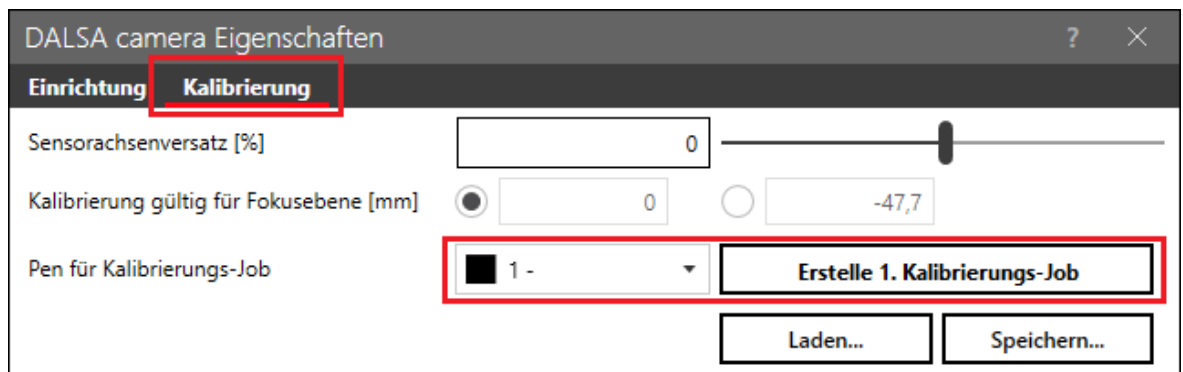 DALSA camera Eigenschaften ?
Einrichtung Kalibrierung
Sensorachsenversatz [%] 0
Kalibrierung gültig für Fokusebene [mm] 0 -47,7
Pen für Kalibrierungs-Job 1 - Erstelle 1. Kalibrierungs-Job
Laden... Speichern...